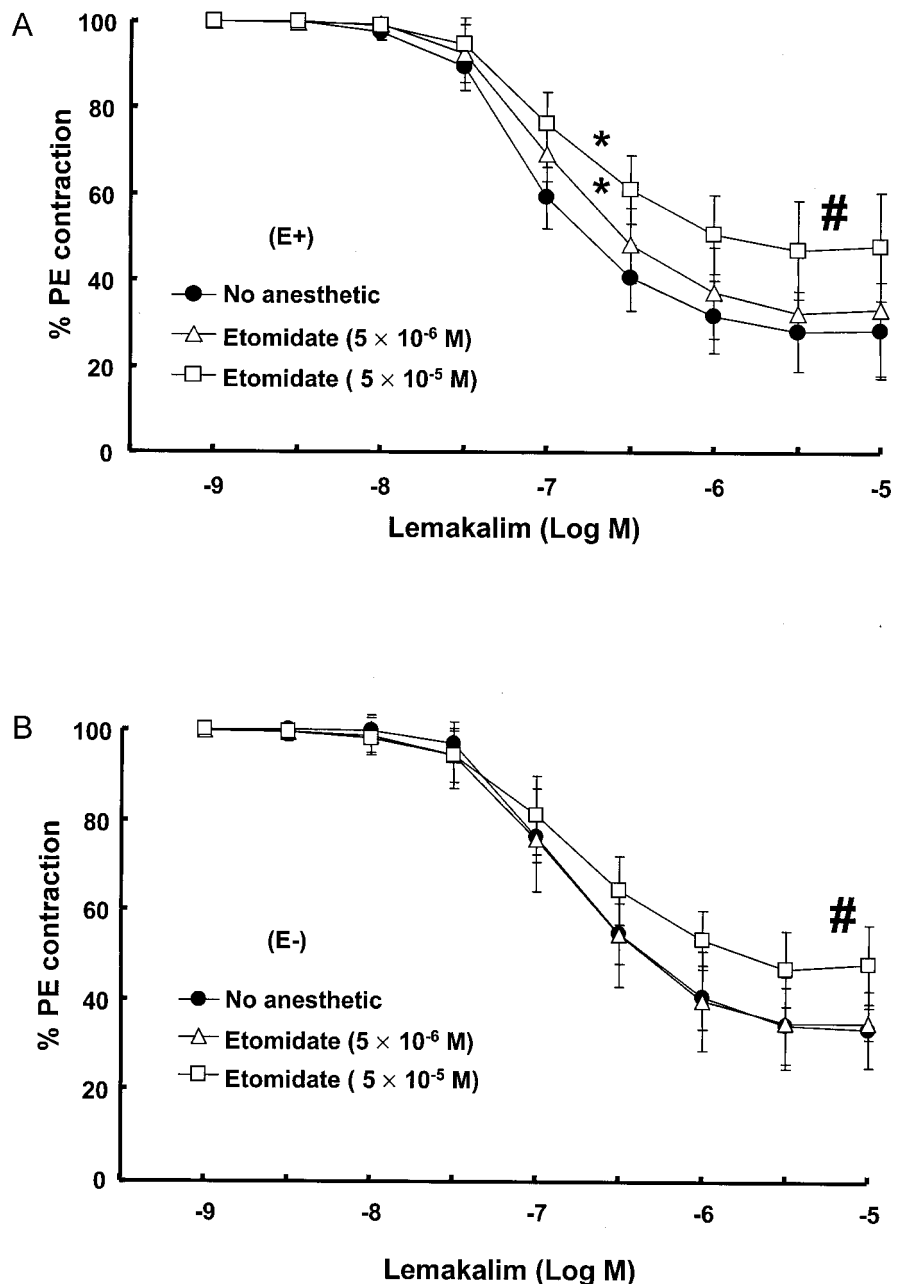 A
100
80
60
40
20
0
% PE contraction
*
*
#
(E+)
No anesthetic
Etomidate (5 × 10-6 M)
Etomidate ( 5 × 10-5 M)
-9 -8 -7 -6 -5
Lemakalim (Log M)
B
100
80
60
40
20
0
% PE contraction
#
(E-)
No anesthetic
Etomidate (5 × 10-6 M)
Etomidate ( 5 × 10-5 M)
-9 -8 -7 -6 -5
Lemakalim (Log M)